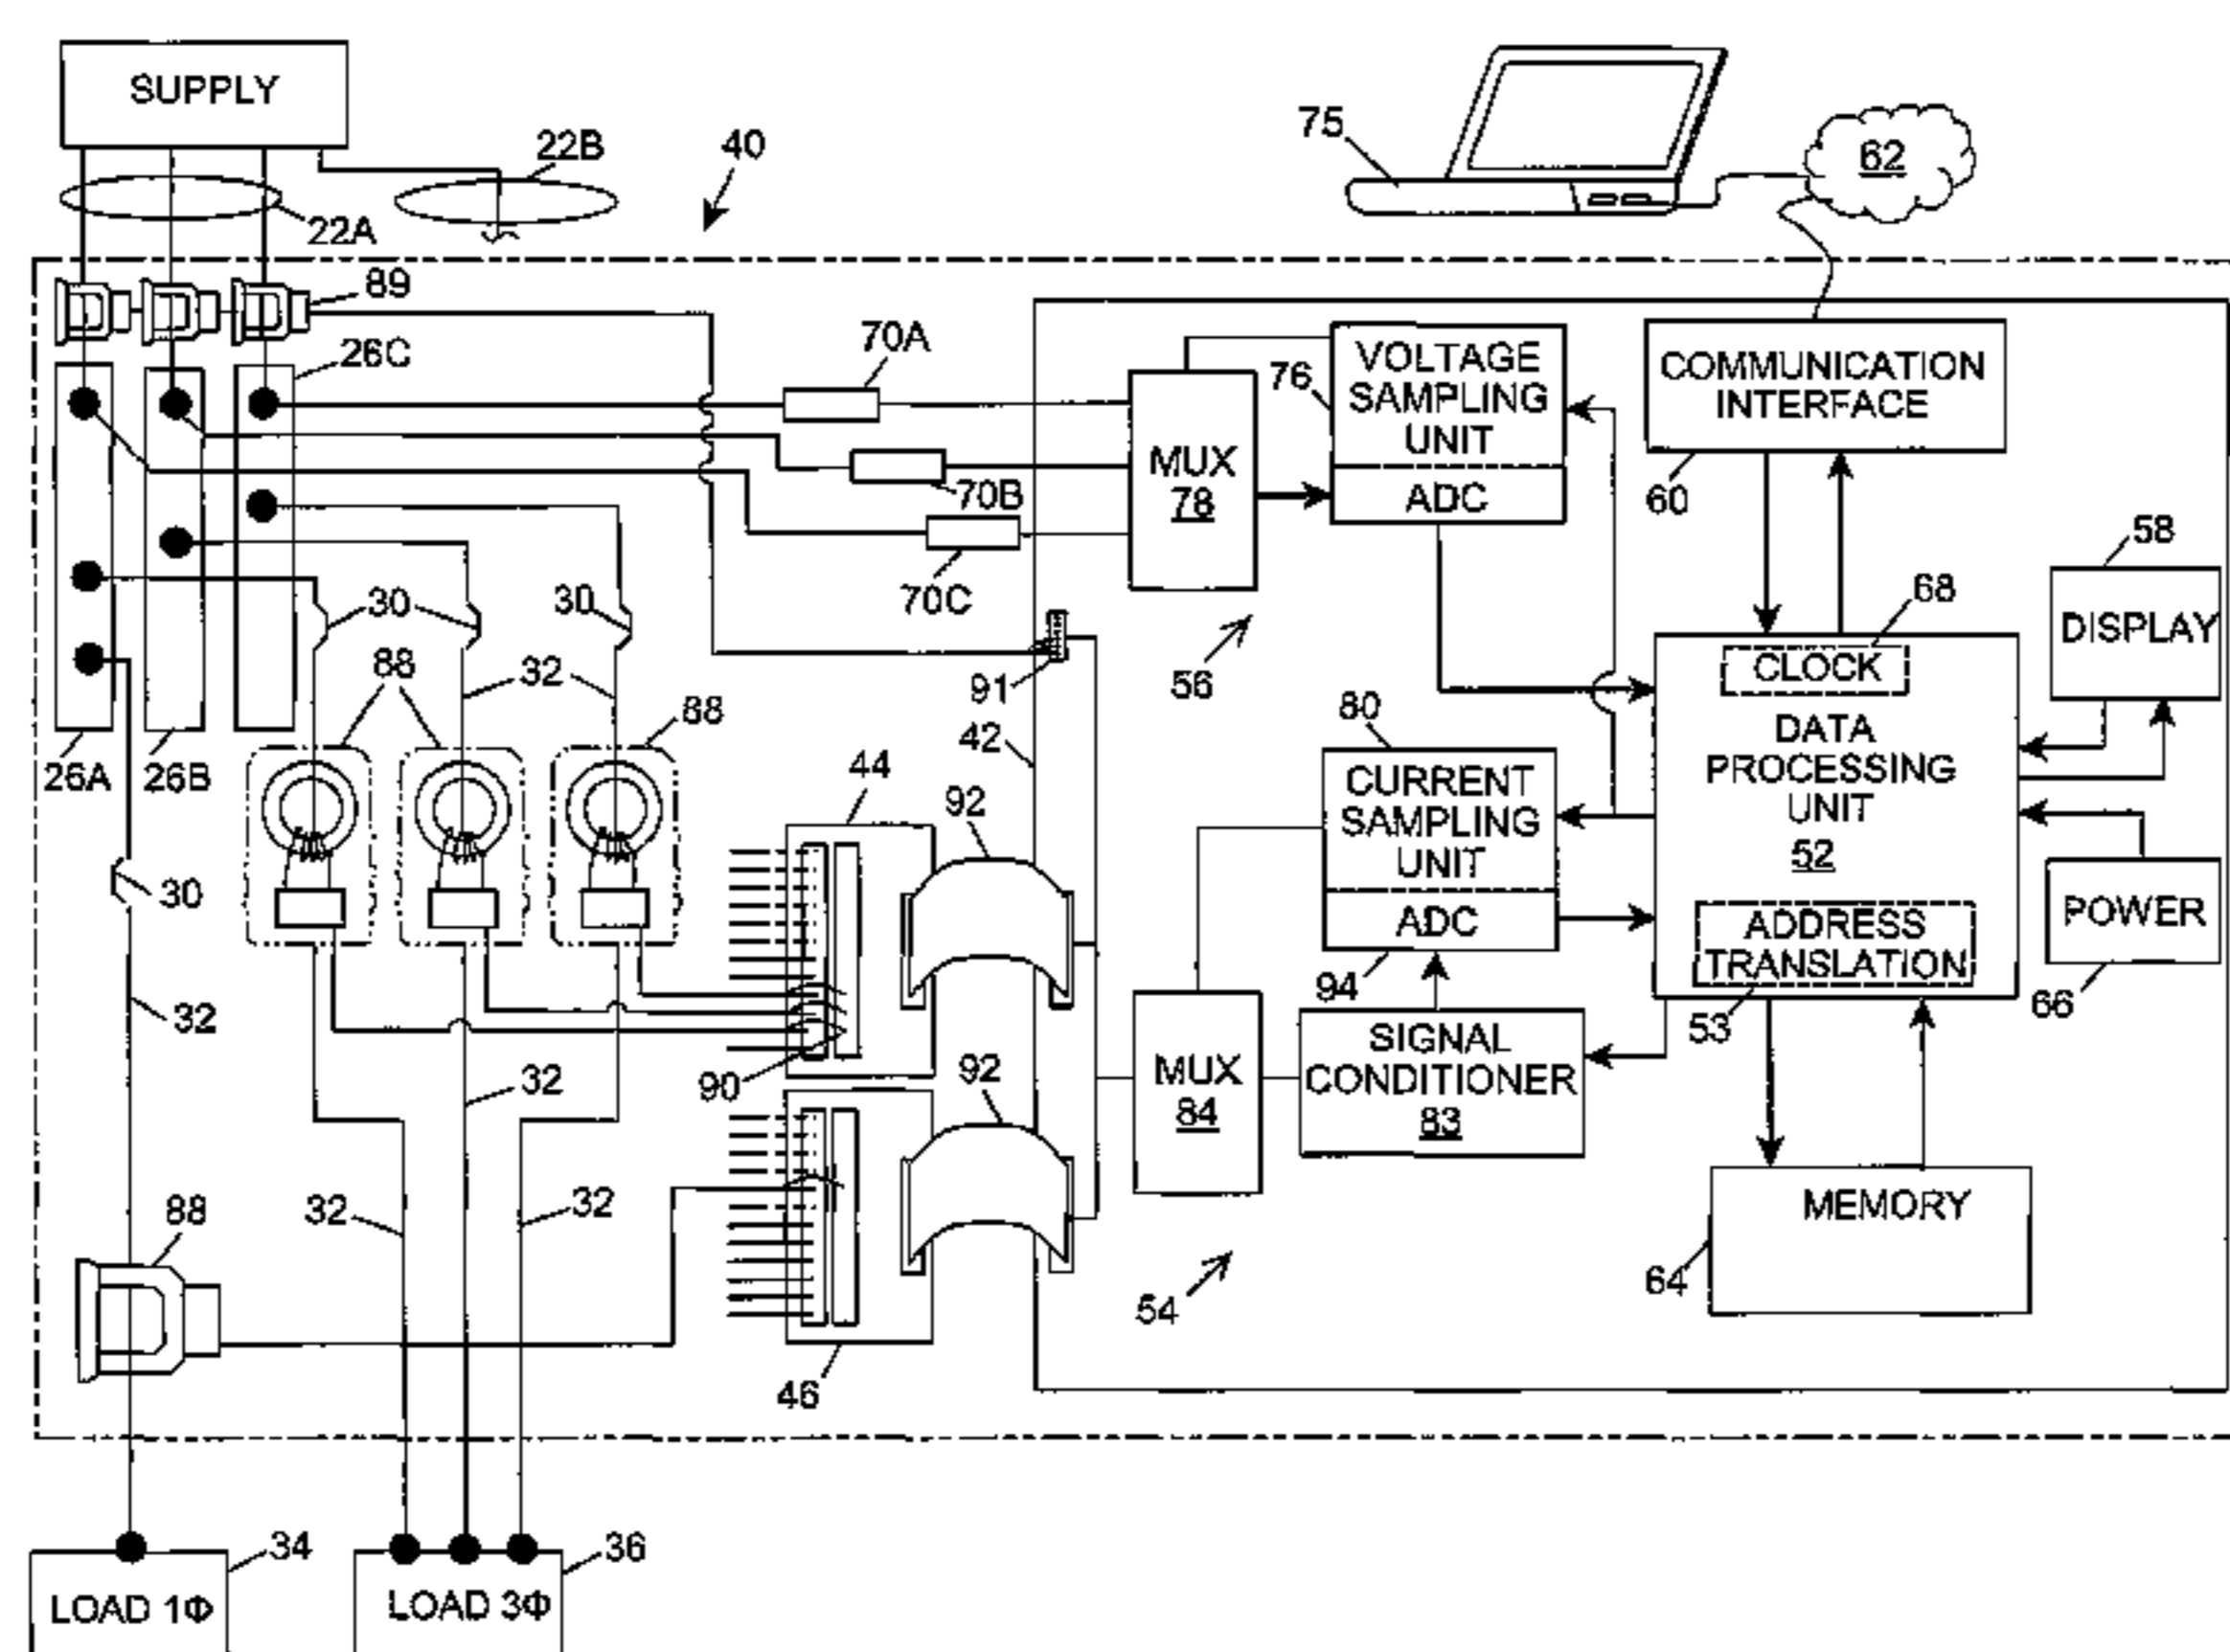 SUPPLY
22B
40
75
62
22A
89
26C
70A
76
VOLTAGE
SAMPLING
UNIT
ADC
COMMUNICATION
INTERFACE
MUX
78
70B
60
58
70C
68
30
30
88
32
91
56
CLOCK
DISPLAY
88
80
42
DATA
PROCESSING
UNIT
52
26A
26B
44
92
CURRENT
SAMPLING
UNIT
ADC
30
POWER
ADDRESS
TRANSLATION
94
66
32
53
SIGNAL
CONDITIONER
83
90
32
92
MUX
84
88
32
32
MEMORY
64
54
46
34
36
LOAD 1Φ
LOAD 3Φ